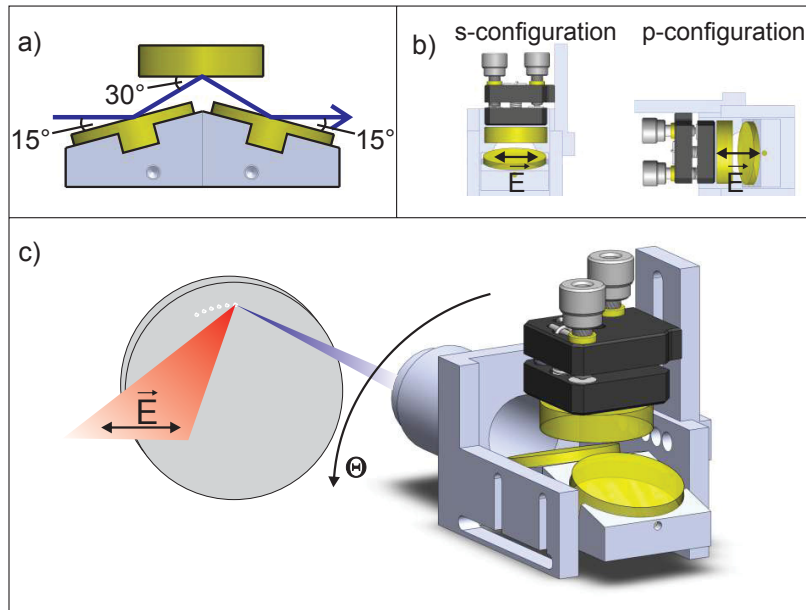 a)
30°
15°
15°
b)
s-configuration
p-configuration
E
E
c)
E
Θ